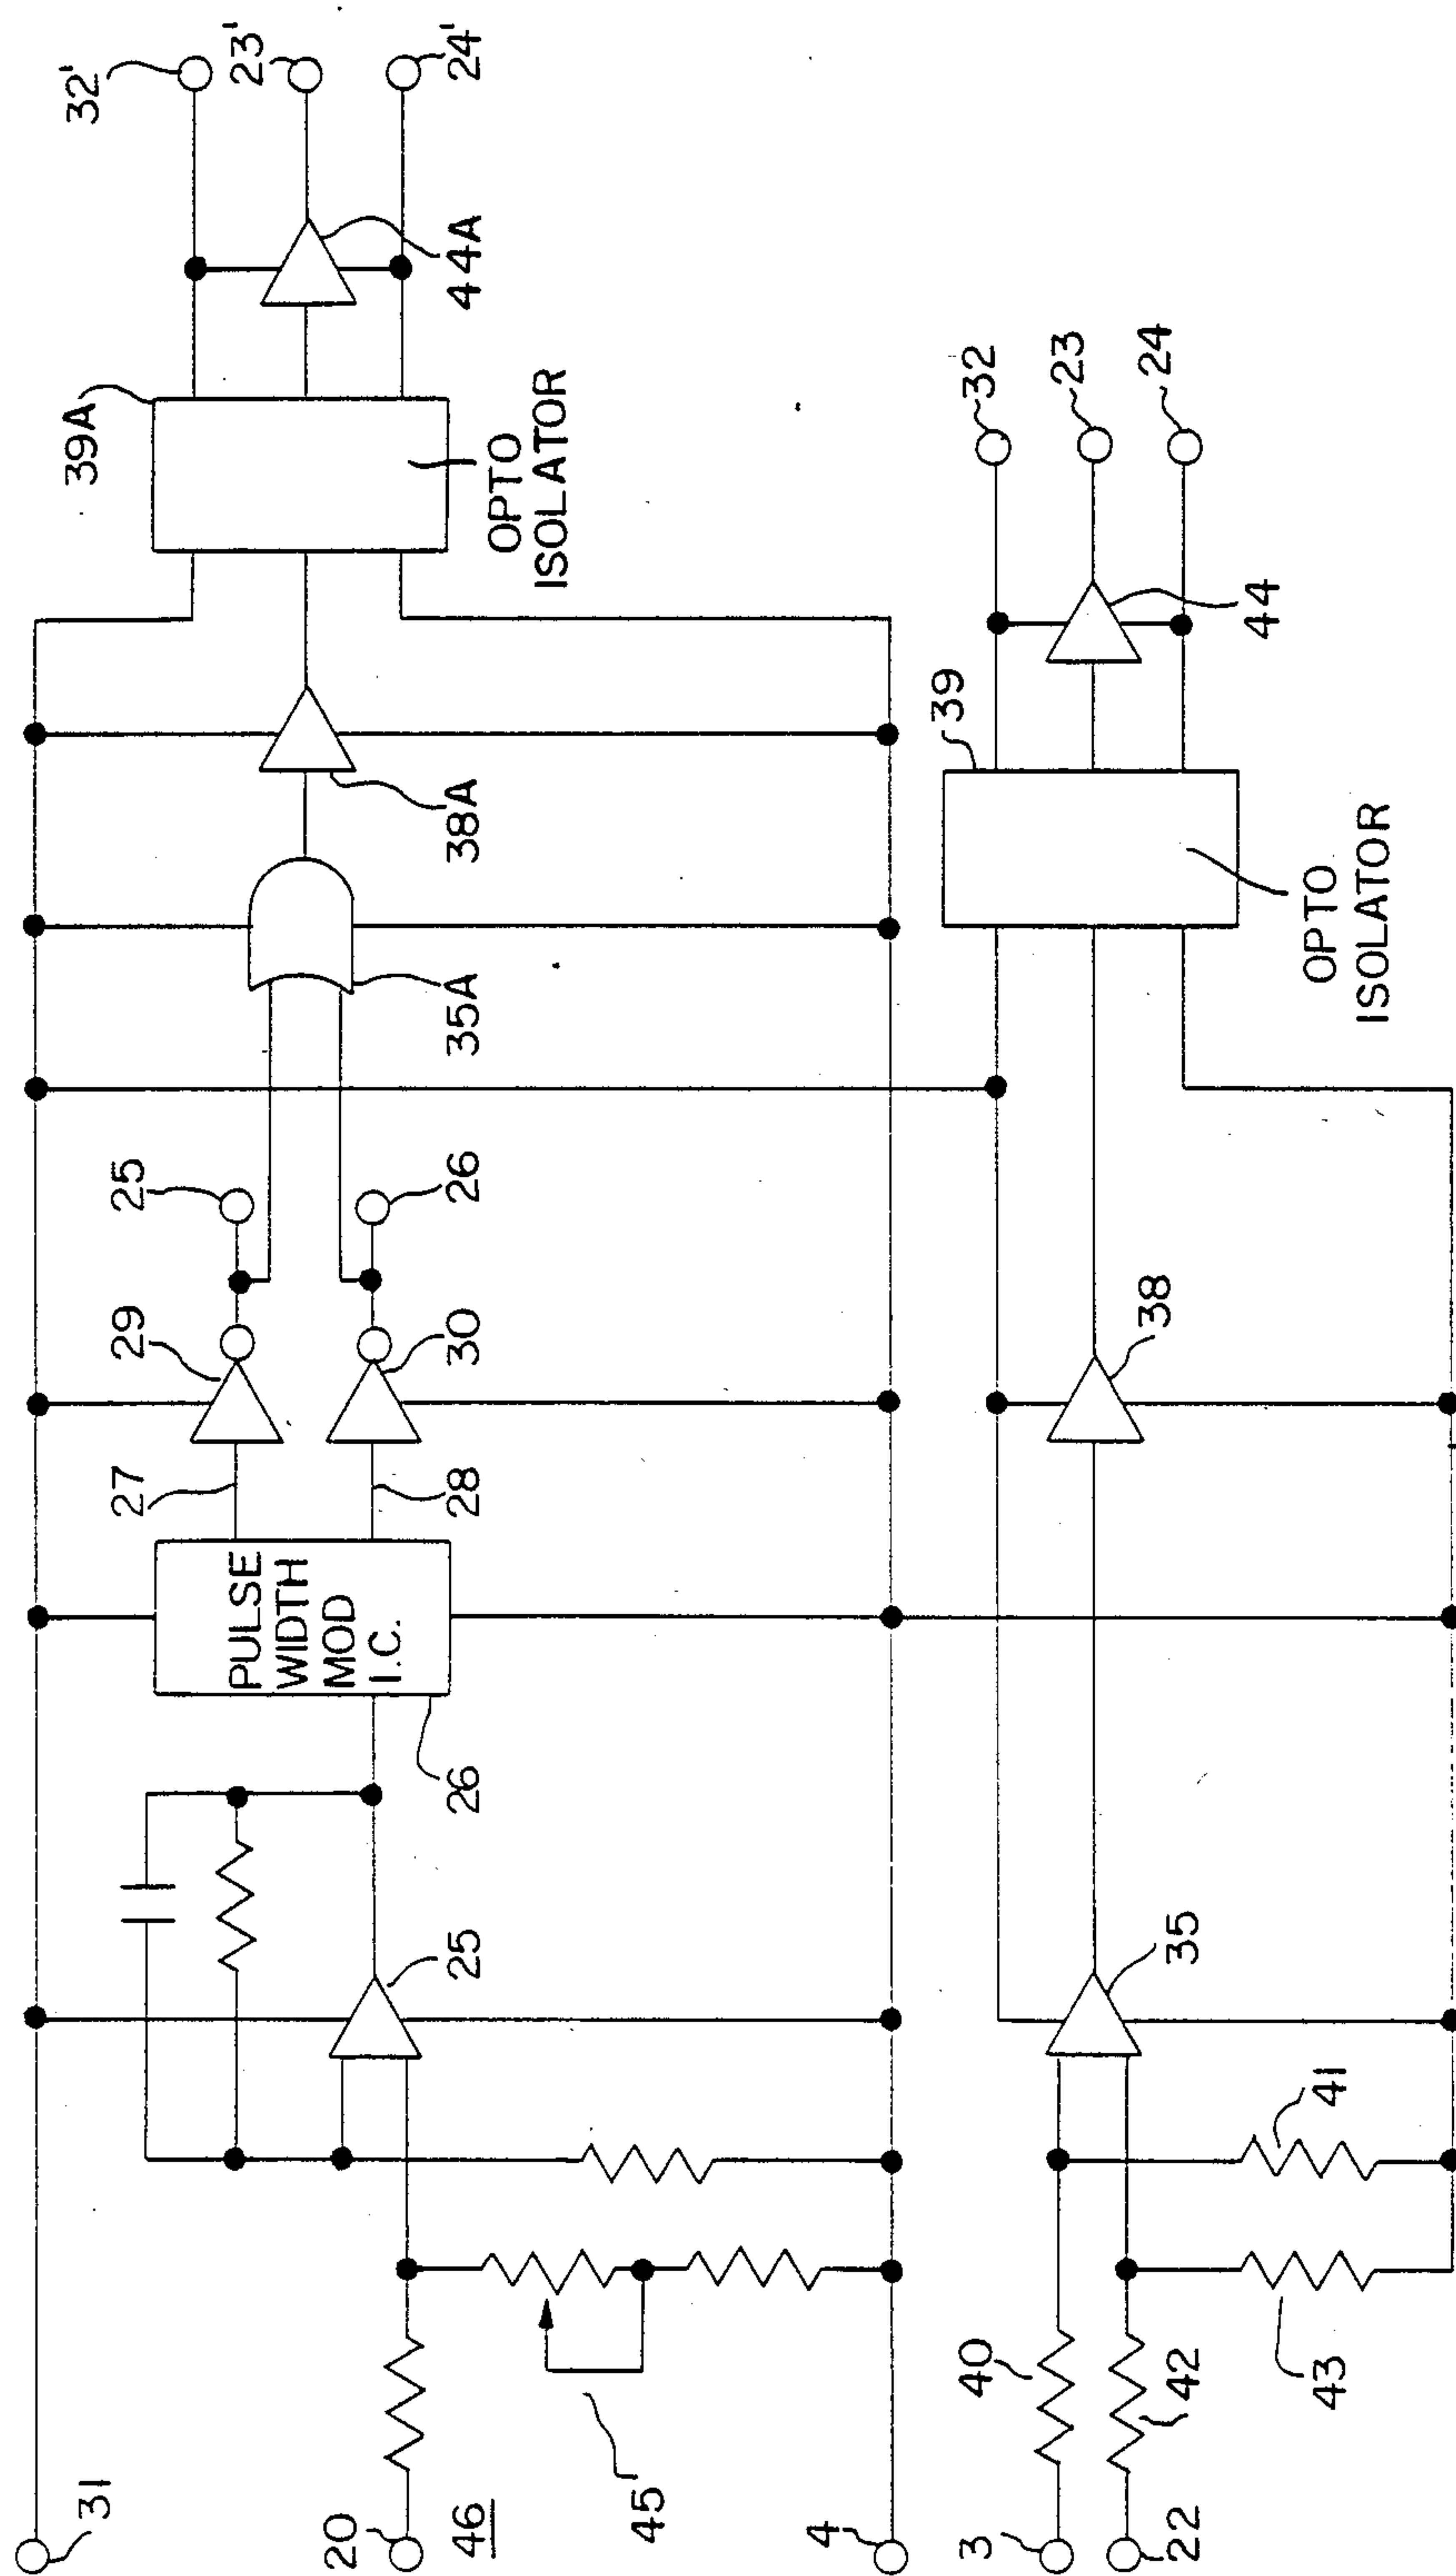 31
20
46
45
4
3
22
40
42
43
41
25
35
26
PULSE
WIDTH
MOD
I.C.
27
28
29
30
25
26
38
35A
38A
39A
OPTO
ISOLATOR
44A
32'
23'
24'
39
OPTO
ISOLATOR
44
32
23
24